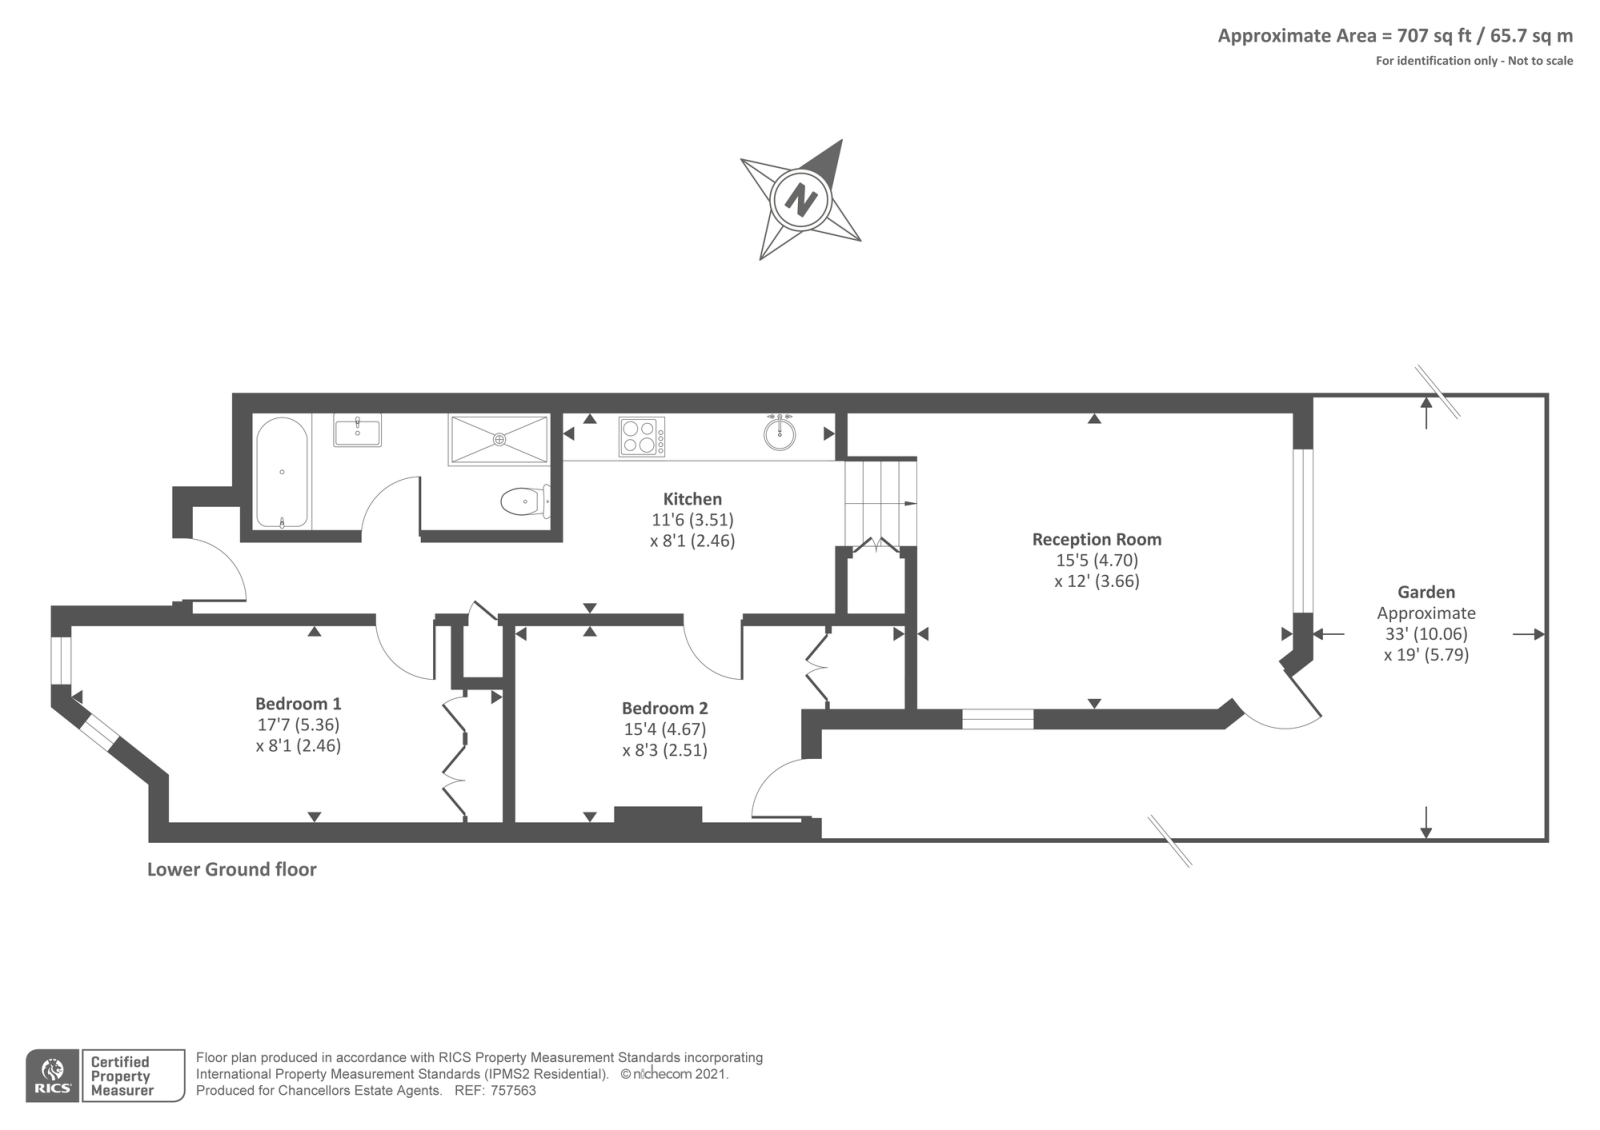 Approximate Area = 707 sq ft / 65.7 sq m
For identification only - Not to scale
N
Kitchen
11'6 (3.51)
x 8'1 (2.46)
Reception Room
15'5 (4.70)
x 12' (3.66)
Garden
Approximate
33' (10.06)
x 19' (5.79)
Bedroom 1
17'7 (5.36)
x 8'1 (2.46)
Bedroom 2
15'4 (4.67)
x 8'3 (2.51)
Lower Ground floor
RICS
Certified
Property
Measurer
Floor plan produced in accordance with RICS Property Measurement Standards incorporating
International Property Measurement Standards (IPMS2 Residential). © nichecom 2021.
Produced for Chancellors Estate Agents. REF: 757563